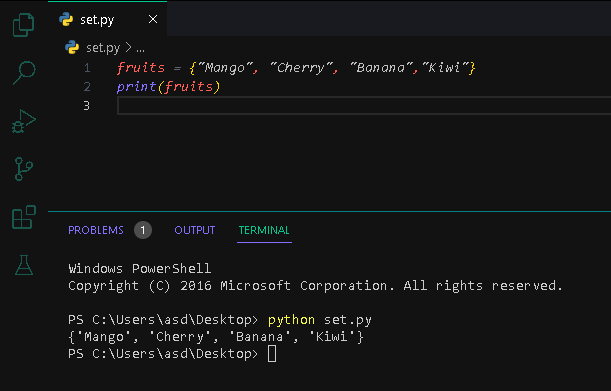 set.py
set.py > ...
1 fruits = {"Mango", "Cherry", "Banana","Kiwi"}
2 print(fruits)
3
PROBLEMS 1 OUTPUT TERMINAL
Windows PowerShell
Copyright (C) 2016 Microsoft Corporation. All rights reserved.
PS C:\Users\asd\Desktop> python set.py
{'Mango', 'Cherry', 'Banana', 'Kiwi'}
PS C:\Users\asd\Desktop>